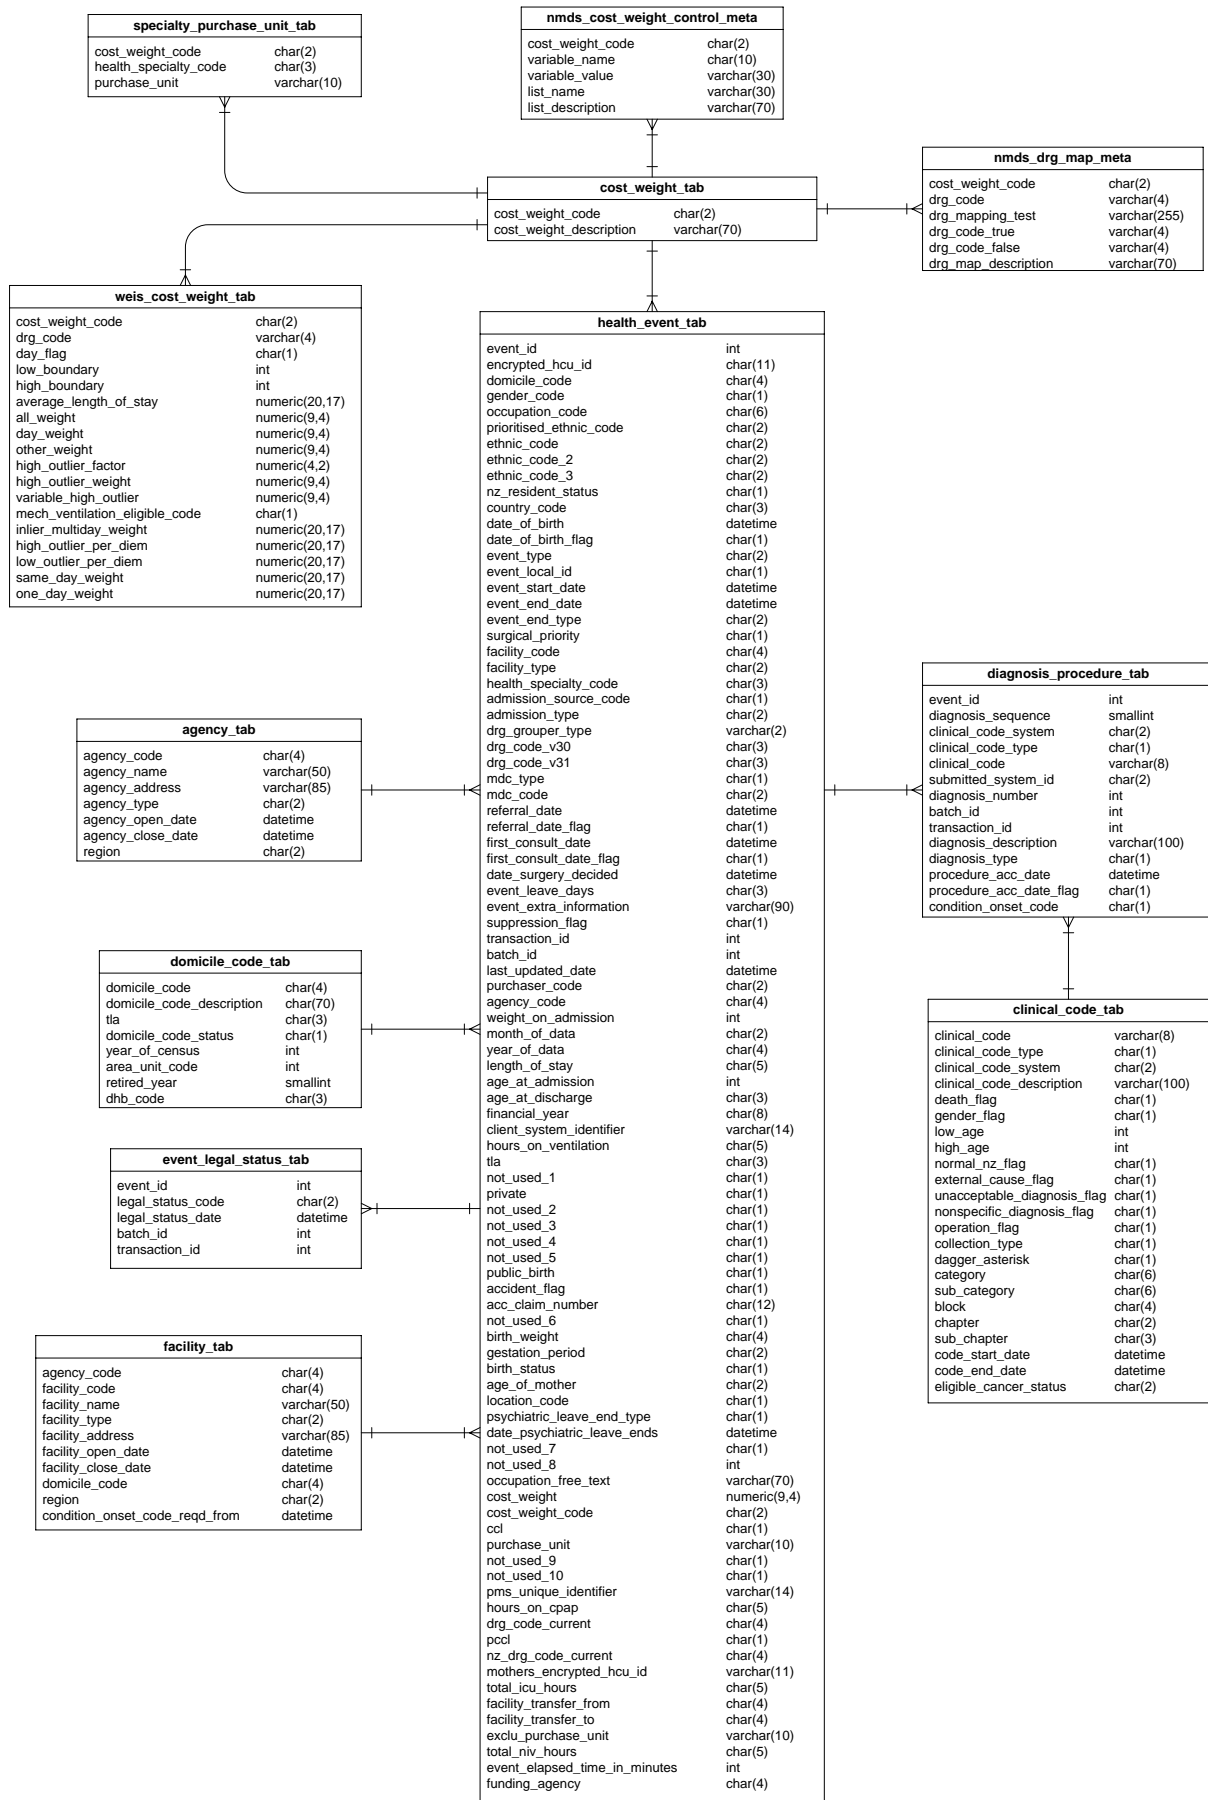 specialty_purchase_unit_tab
cost_weight_code char(2)
health_specialty_code char(3)
purchase_unit varchar(10)
nmds_cost_weight_control_meta
cost_weight_code char(2)
variable_name char(10)
variable_value varchar(30)
list_name varchar(30)
list_description varchar(70)
nmds_drg_map_meta
cost_weight_code char(2)
drg_code varchar(4)
drg_mapping_test varchar(255)
drg_code_true varchar(4)
drg_code_false varchar(4)
drg_map_description varchar(70)
cost_weight_tab
cost_weight_code char(2)
cost_weight_description varchar(70)
weis_cost_weight_tab
cost_weight_code char(2)
drg_code varchar(4)
day_flag char(1)
low_boundary int
high_boundary int
average_length_of_stay numeric(20,17)
all_weight numeric(9,4)
day_weight numeric(9,4)
other_weight numeric(9,4)
high_outlier_factor numeric(4,2)
high_outlier_weight numeric(9,4)
variable_high_outlier numeric(9,4)
mech_ventilation_eligible_code char(1)
inlier_multiday_weight numeric(20,17)
high_outlier_per_diem numeric(20,17)
low_outlier_per_diem numeric(20,17)
same_day_weight numeric(20,17)
one_day_weight numeric(20,17)
health_event_tab
event_id int
encrypted_hcu_id char(11)
domicile_code char(4)
gender_code char(1)
occupation_code char(6)
prioritised_ethnic_code char(2)
ethnic_code char(2)
ethnic_code_2 char(2)
ethnic_code_3 char(2)
nz_resident_status char(1)
country_code char(3)
date_of_birth datetime
date_of_birth_flag char(1)
event_type char(2)
event_local_id char(1)
event_start_date datetime
event_end_date datetime
event_end_type char(2)
surgical_priority char(1)
facility_code char(4)
facility_type char(2)
health_specialty_code char(3)
admission_source_code char(1)
admission_type char(2)
drg_grouper_type varchar(2)
drg_code_v30 char(3)
drg_code_v31 char(3)
mdc_type char(1)
mdc_code char(2)
referral_date datetime
referral_date_flag char(1)
first_consult_date datetime
first_consult_date_flag char(1)
date_surgery_decided datetime
event_leave_days char(3)
event_extra_information varchar(90)
suppression_flag char(1)
transaction_id int
batch_id int
last_updated_date datetime
purchaser_code char(2)
agency_code char(4)
weight_on_admission int
month_of_data char(2)
year_of_data char(4)
length_of_stay char(5)
age_at_admission int
age_at_discharge char(3)
financial_year char(8)
client_system_identifier varchar(14)
hours_on_ventilation char(5)
tla char(3)
not_used_1 char(1)
private char(1)
not_used_2 char(1)
not_used_3 char(1)
not_used_4 char(1)
not_used_5 char(1)
public_birth char(1)
accident_flag char(1)
acc_claim_number char(12)
not_used_6 char(1)
birth_weight char(4)
gestation_period char(2)
birth_status char(1)
age_of_mother char(2)
location_code char(1)
psychiatric_leave_end_type char(1)
date_psychiatric_leave_ends datetime
not_used_7 char(1)
not_used_8 int
occupation_free_text varchar(70)
cost_weight numeric(9,4)
cost_weight_code char(2)
ccl char(1)
purchase_unit varchar(10)
not_used_9 char(1)
not_used_10 char(1)
pms_unique_identifier varchar(14)
hours_on_cpap char(5)
drg_code_current char(4)
pccl char(1)
nz_drg_code_current char(4)
mothers_encrypted_hcu_id varchar(11)
total_icu_hours char(5)
facility_transfer_from char(4)
facility_transfer_to char(4)
exclu_purchase_unit varchar(10)
total_niv_hours char(5)
event_elapsed_time_in_minutes int
funding_agency char(4)
agency_tab
agency_code char(4)
agency_name varchar(50)
agency_address varchar(85)
agency_type char(2)
agency_open_date datetime
agency_close_date datetime
region char(2)
domicile_code_tab
domicile_code char(4)
domicile_code_description char(70)
tla char(3)
domicile_code_status char(1)
year_of_census int
area_unit_code int
retired_year smallint
dhb_code char(3)
event_legal_status_tab
event_id int
legal_status_code char(2)
legal_status_date datetime
batch_id int
transaction_id int
facility_tab
agency_code char(4)
facility_code char(4)
facility_name varchar(50)
facility_type char(2)
facility_address varchar(85)
facility_open_date datetime
facility_close_date datetime
domicile_code char(4)
region char(2)
condition_onset_code_reqd_from datetime
diagnosis_procedure_tab
event_id int
diagnosis_sequence smallint
clinical_code_system char(2)
clinical_code_type char(1)
clinical_code varchar(8)
submitted_system_id char(2)
diagnosis_number int
batch_id int
transaction_id int
diagnosis_description varchar(100)
diagnosis_type char(1)
procedure_acc_date datetime
procedure_acc_date_flag char(1)
condition_onset_code char(1)
clinical_code_tab
clinical_code varchar(8)
clinical_code_type char(1)
clinical_code_system char(2)
clinical_code_description varchar(100)
death_flag char(1)
gender_flag char(1)
low_age int
high_age int
normal_nz_flag char(1)
external_cause_flag char(1)
unacceptable_diagnosis_flag char(1)
nonspecific_diagnosis_flag char(1)
operation_flag char(1)
collection_type char(1)
dagger_asterisk char(1)
category char(6)
sub_category char(6)
block char(4)
chapter char(2)
sub_chapter char(3)
code_start_date datetime
code_end_date datetime
eligible_cancer_status char(2)